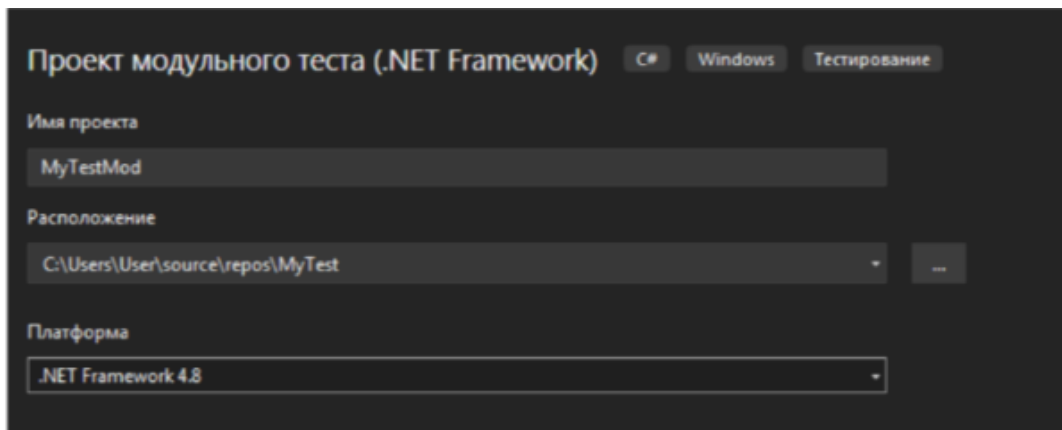 Проект модульного теста (.NET Framework) C# Windows Тестирование
Имя проекта
MyTestMod
Расположение
C:\Users\User\source\repos\MyTest ...
Платформа
.NET Framework 4.8